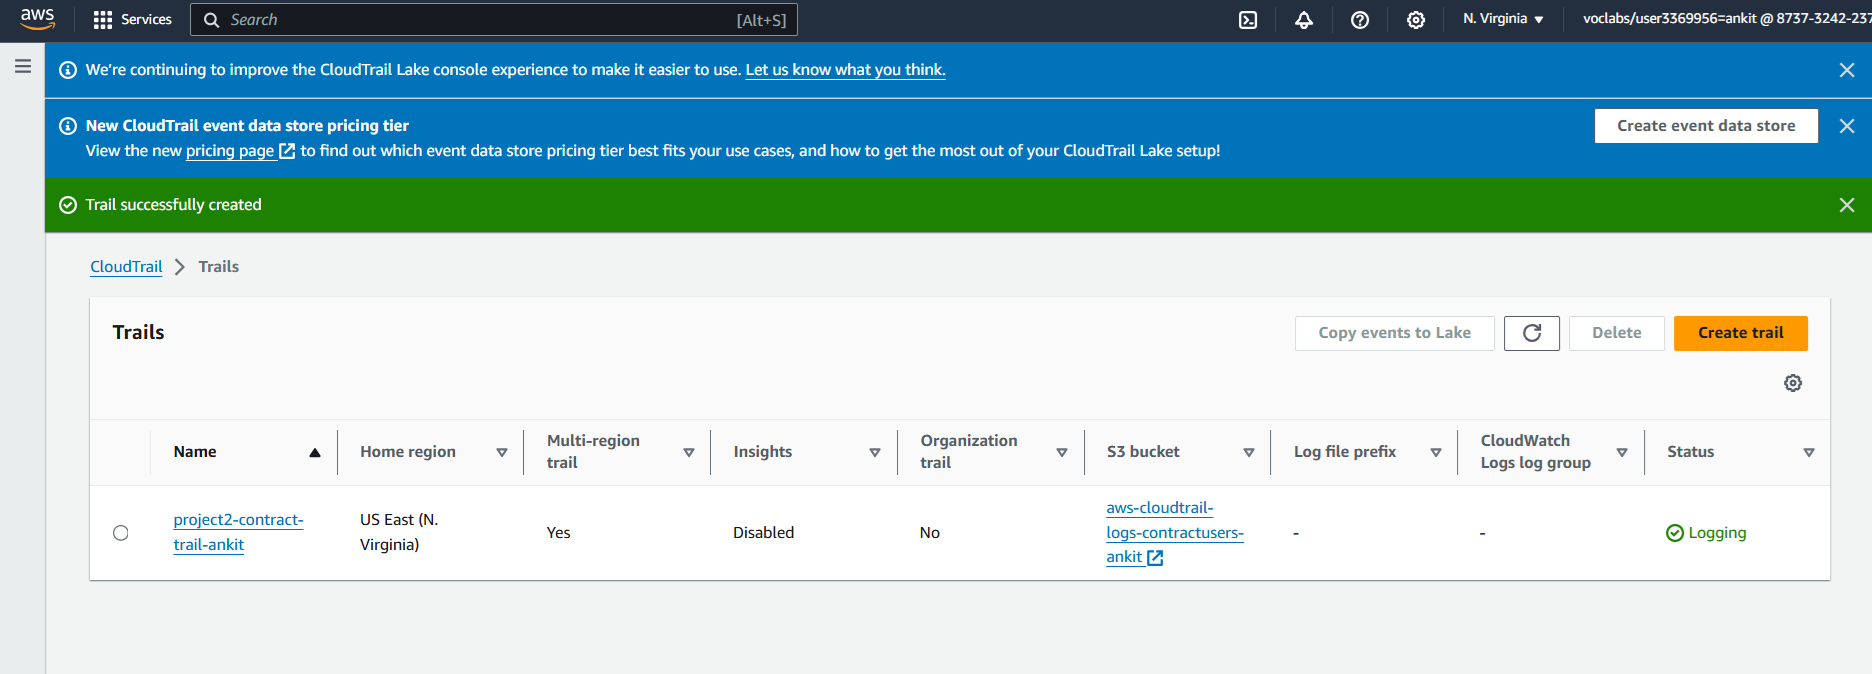 aws
Services
Search
[Alt+S]
N. Virginia
voclabs/user3369956=ankit @ 8737-3242-237
We're continuing to improve the CloudTrail Lake console experience to make it easier to use. Let us know what you think.
New CloudTrail event data store pricing tier
View the new pricing page to find out which event data store pricing tier best fits your use cases, and how to get the most out of your CloudTrail Lake setup!
Create event data store
Trail successfully created
CloudTrail
Trails
Trails
Copy events to Lake
Delete
Create trail
Name
Home region
Multi-region
trail
Insights
Organization
trail
S3 bucket
Log file prefix
CloudWatch
Logs log group
Status
project2-contract-
trail-ankit
US East (N.
Virginia)
Yes
Disabled
No
aws-cloudtrail-
logs-contractusers-
ankit
-
-
Logging